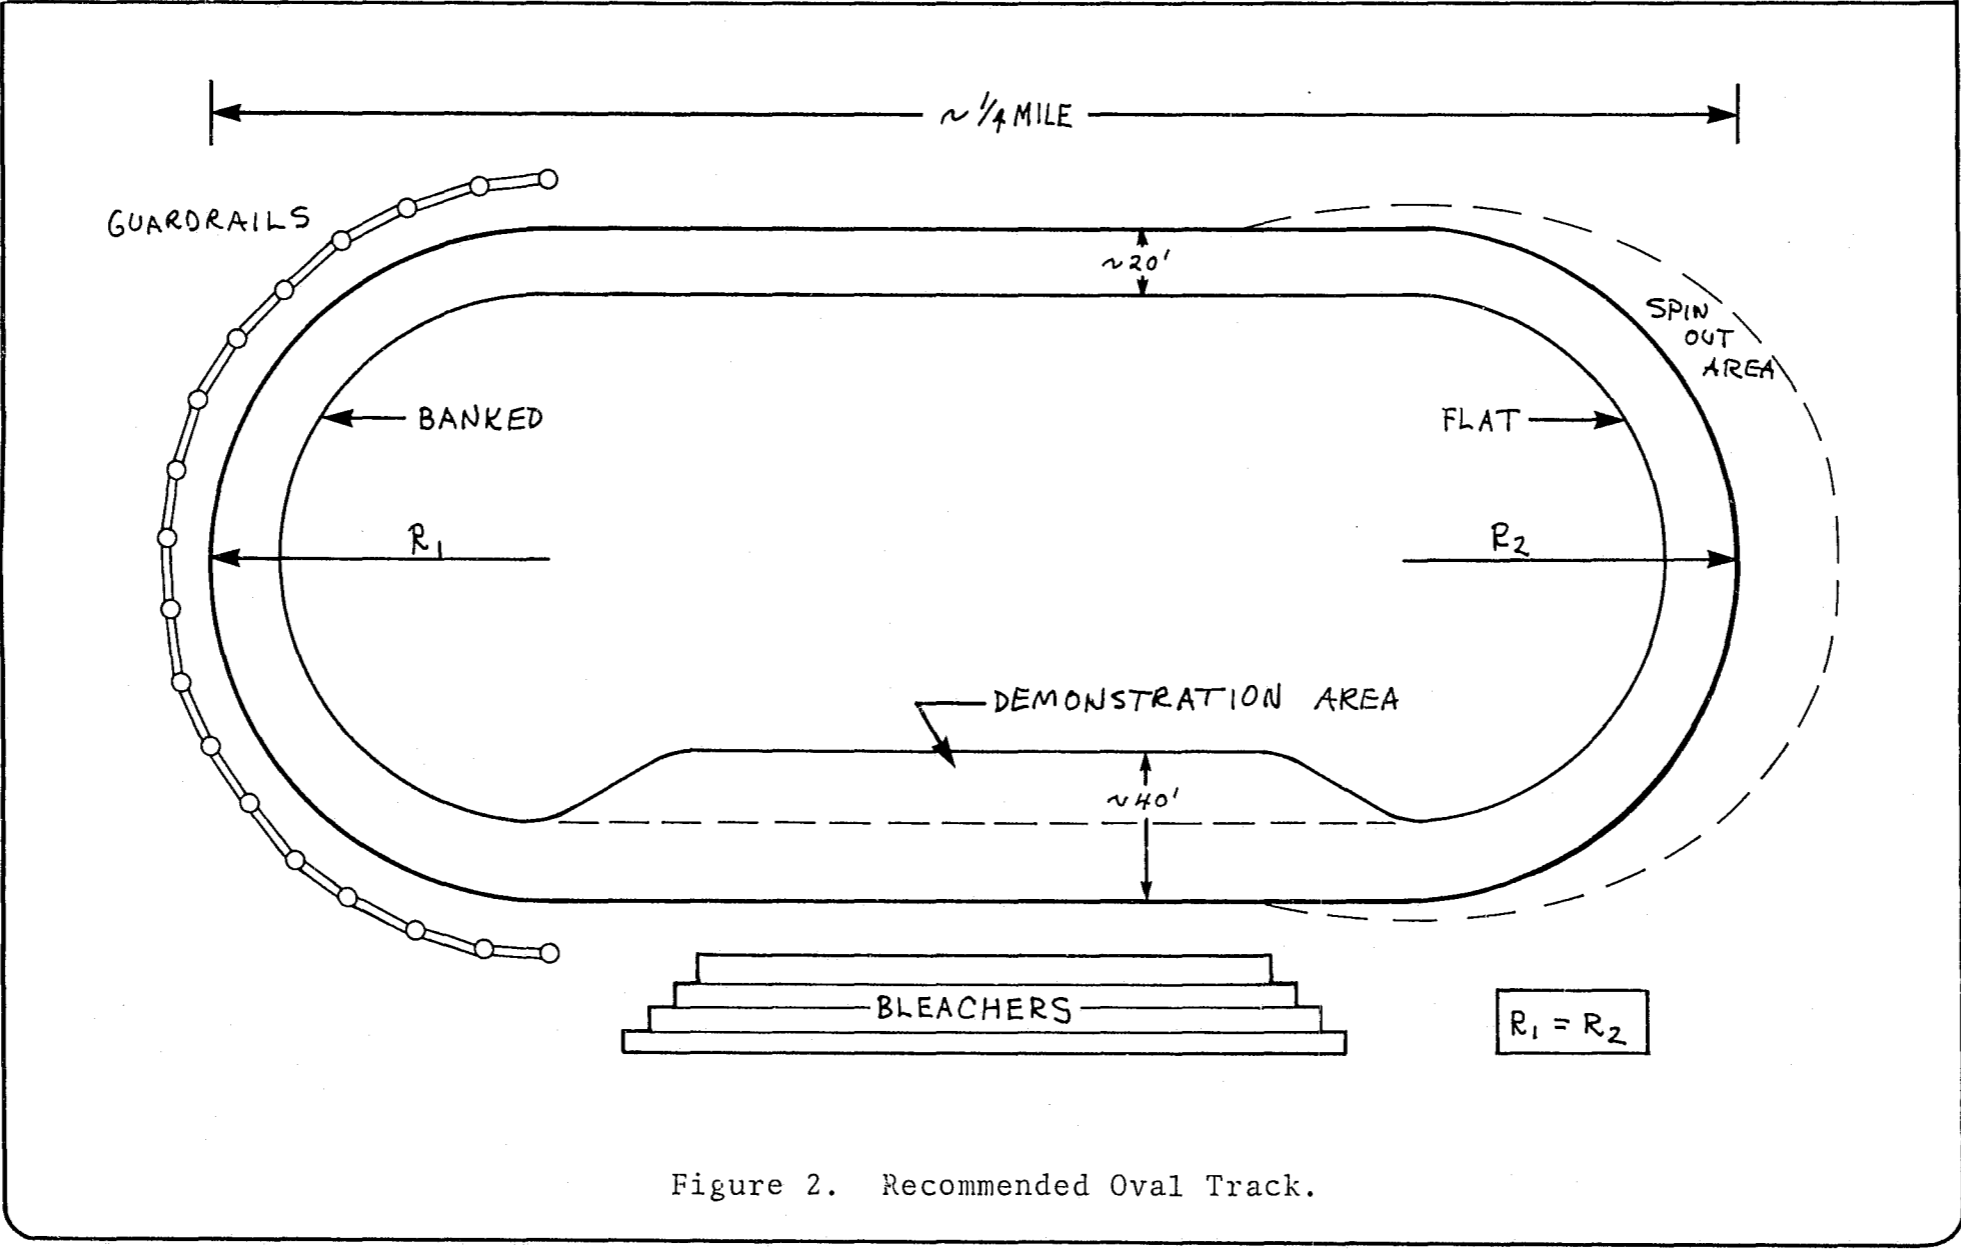 ~ 1/4 MILE
GUARDRAILS
~20'
SPIN
OUT
AREA
BANKED
FLAT
R1
R2
DEMONSTRATION AREA
~40'
BLEACHERS
R1 = R2
Figure 2. Recommended Oval Track.